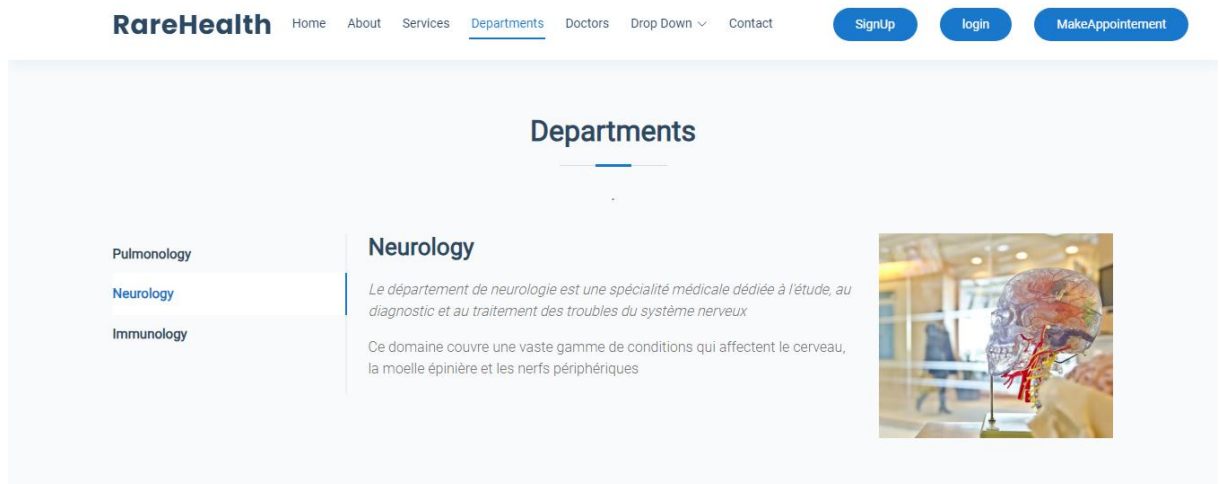 RareHealth Home About Services Departments Doctors Drop Down Contact SignUp login MakeAppointement
Departments
.
Pulmonology
Neurology
Immunology
Neurology
Le département de neurologie est une spécialité médicale dédiée à l'étude, au
diagnostic et au traitement des troubles du système nerveux
Ce domaine couvre une vaste gamme de conditions qui affectent le cerveau,
la moelle épinière et les nerfs périphériques